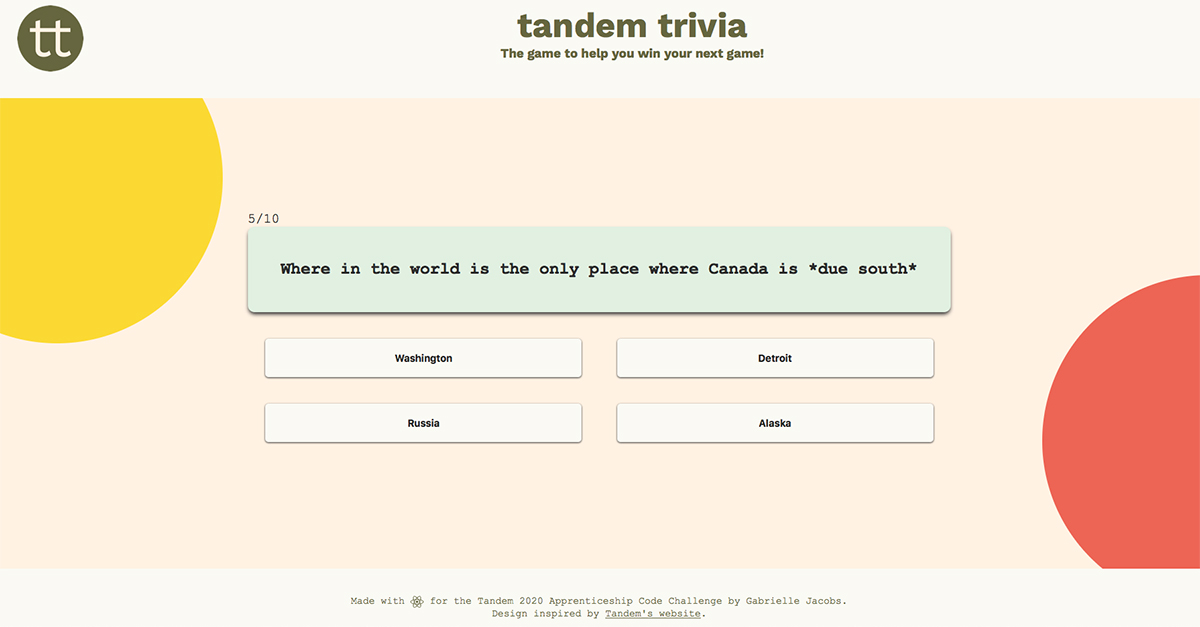 tt
tandem trivia
The game to help you win your next game!
5/10
Where in the world is the only place where Canada is *due south*
Washington
Detroit
Russia
Alaska
Made with for the Tandem 2020 Apprenticeship Code Challenge by Gabrielle Jacobs.
Design inspired by Tandem's website.